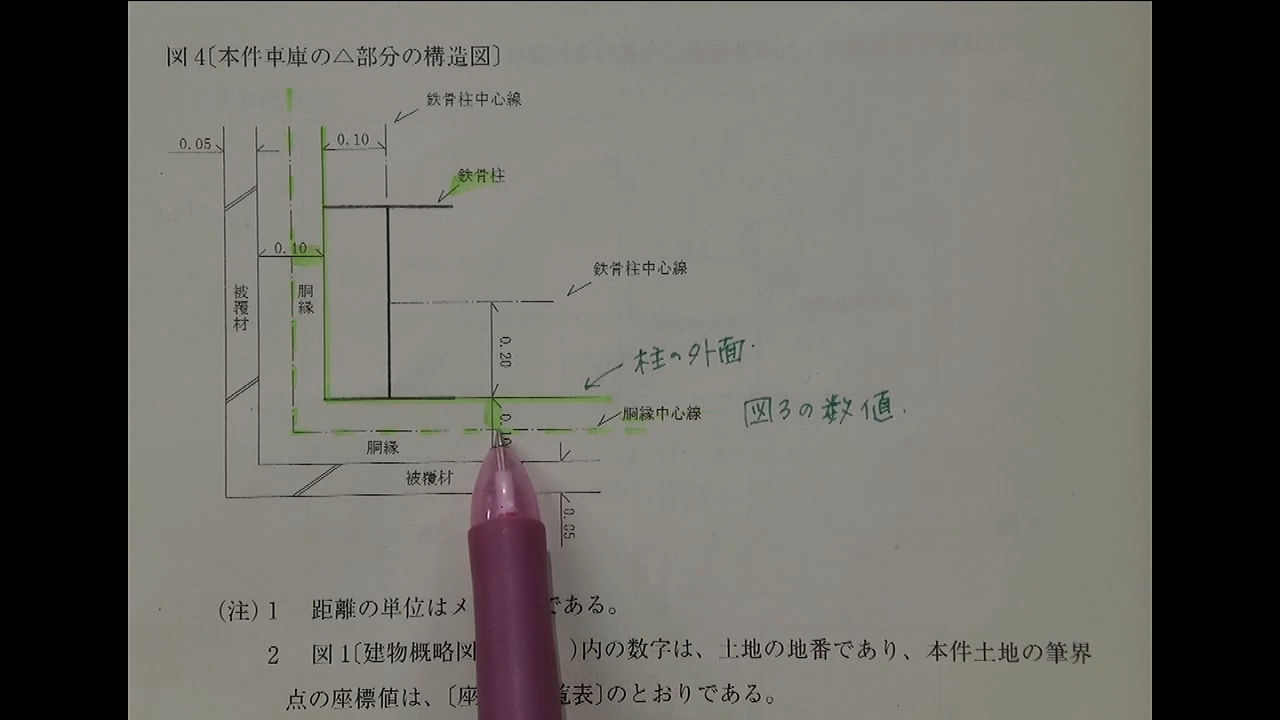 図4〔本件車庫の△部分の構造図〕
鉄骨柱中心線
0.05
0.10
鉄骨柱
0.10
鉄骨柱中心線
被覆材
胴縁
0.20
柱の外面
図3の数値.
胴縁中心線
0.10
胴縁
被覆材
0.05
(注) 1 距離の単位はメ である。
2 図1〔建物概略図 )内の数字は、土地の地番であり、本件土地の筆界
点の座標値は、〔座 覧表〕のとおりである。